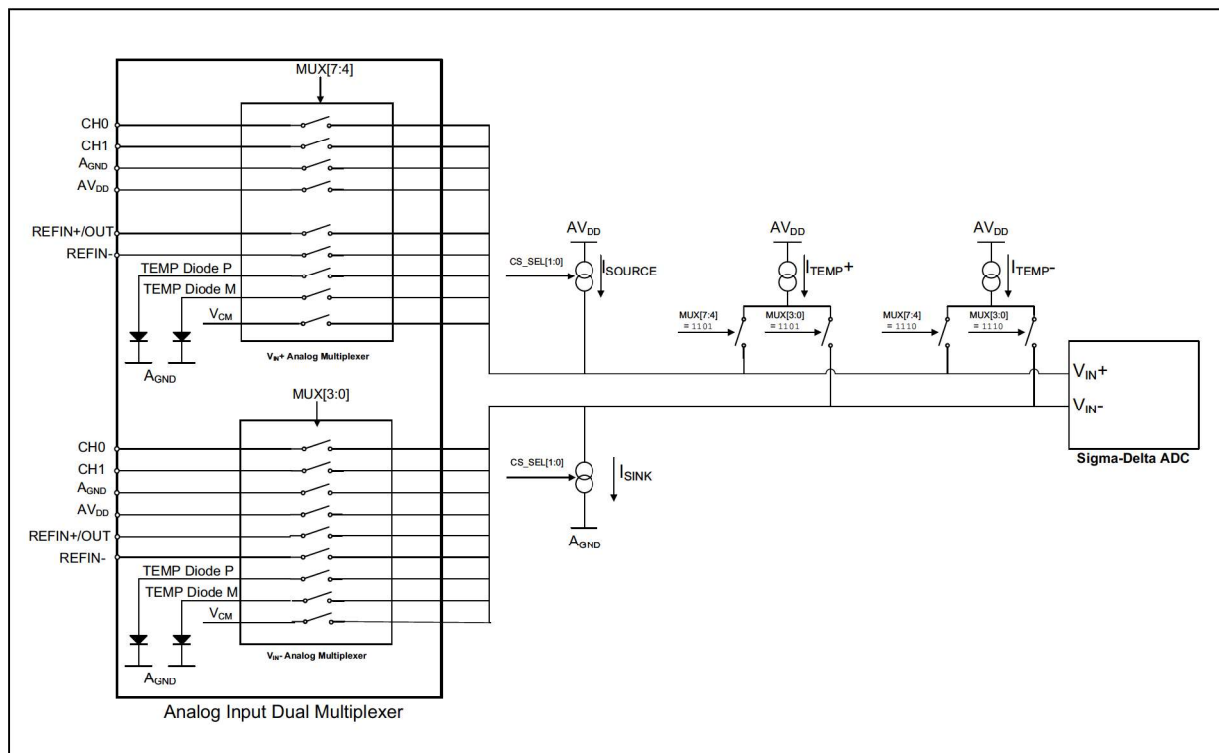 MUX[7:4]
CH0
CH1
AGND
AVDD
REFIN+/OUT
REFIN-
TEMP Diode P
TEMP Diode M
VCM
AGND
VIN+ Analog Multiplexer
MUX[3:0]
CH0
CH1
AGND
AVDD
REFIN+/OUT
REFIN-
TEMP Diode P
TEMP Diode M
VCM
AGND
VIN- Analog Multiplexer
Analog Input Dual Multiplexer
AVDD
CS_SEL[1:0]
ISOURCE
CS_SEL[1:0]
ISINK
AGND
AVDD
ITEMP+
MUX[7:4]
= 1101
MUX[3:0]
= 1101
AVDD
ITEMP-
MUX[7:4]
= 1110
MUX[3:0]
= 1110
VIN+
VIN-
Sigma-Delta ADC